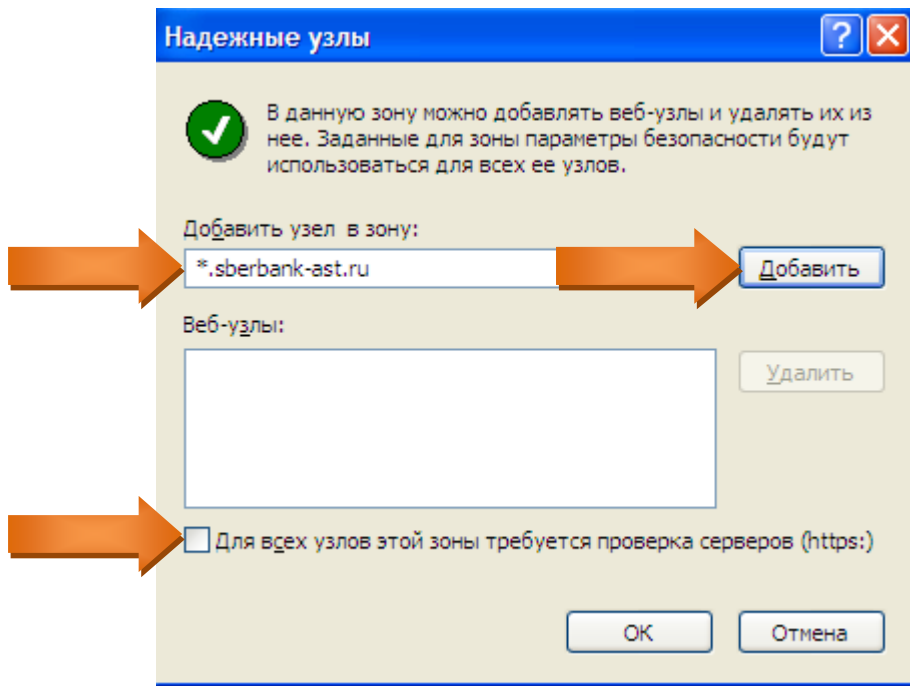 Надежные узлы
В данную зону можно добавлять веб-узлы и удалять их из
нее. Заданные для зоны параметры безопасности будут
использоваться для всех ее узлов.
Добавить узел в зону:
*.sberbank-ast.ru
Добавить
Веб-узлы:
Удалить
Для всех узлов этой зоны требуется проверка серверов (https:)
ОК
Отмена